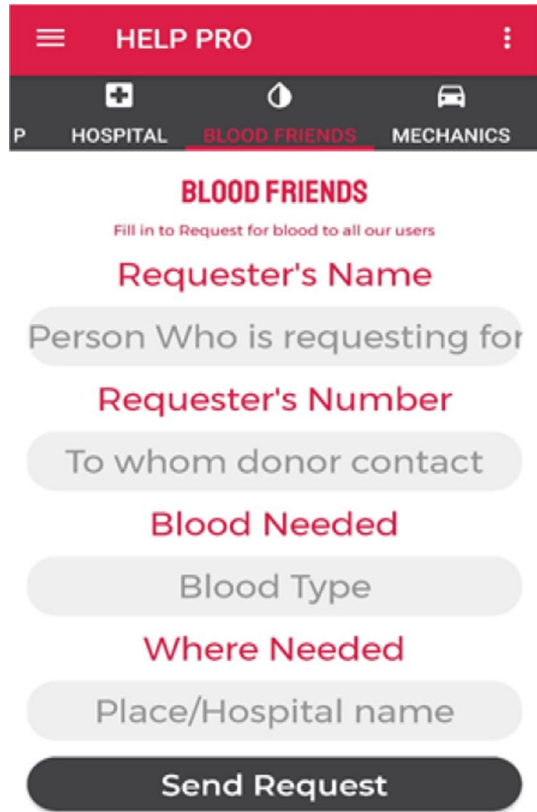 HELP PRO
P HOSPITAL BLOOD FRIENDS MECHANICS
BLOOD FRIENDS
Fill in to Request for blood to all our users
Requester's Name
Person Who is requesting for
Requester's Number
To whom donor contact
Blood Needed
Blood Type
Where Needed
Place/Hospital name
Send Request